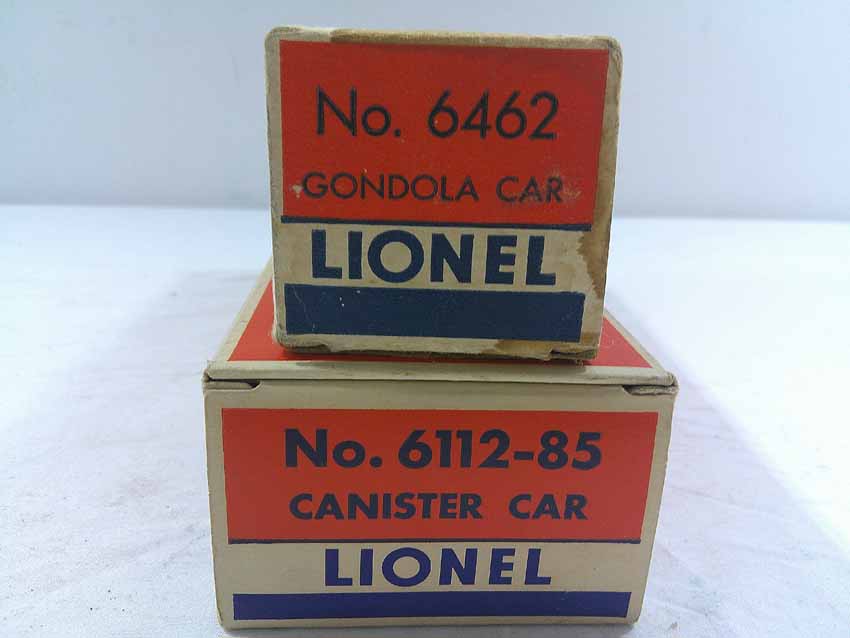 No. 6462
GONDOLA CAR
LIONEL
No. 6112-85
CANISTER CAR
LIONEL